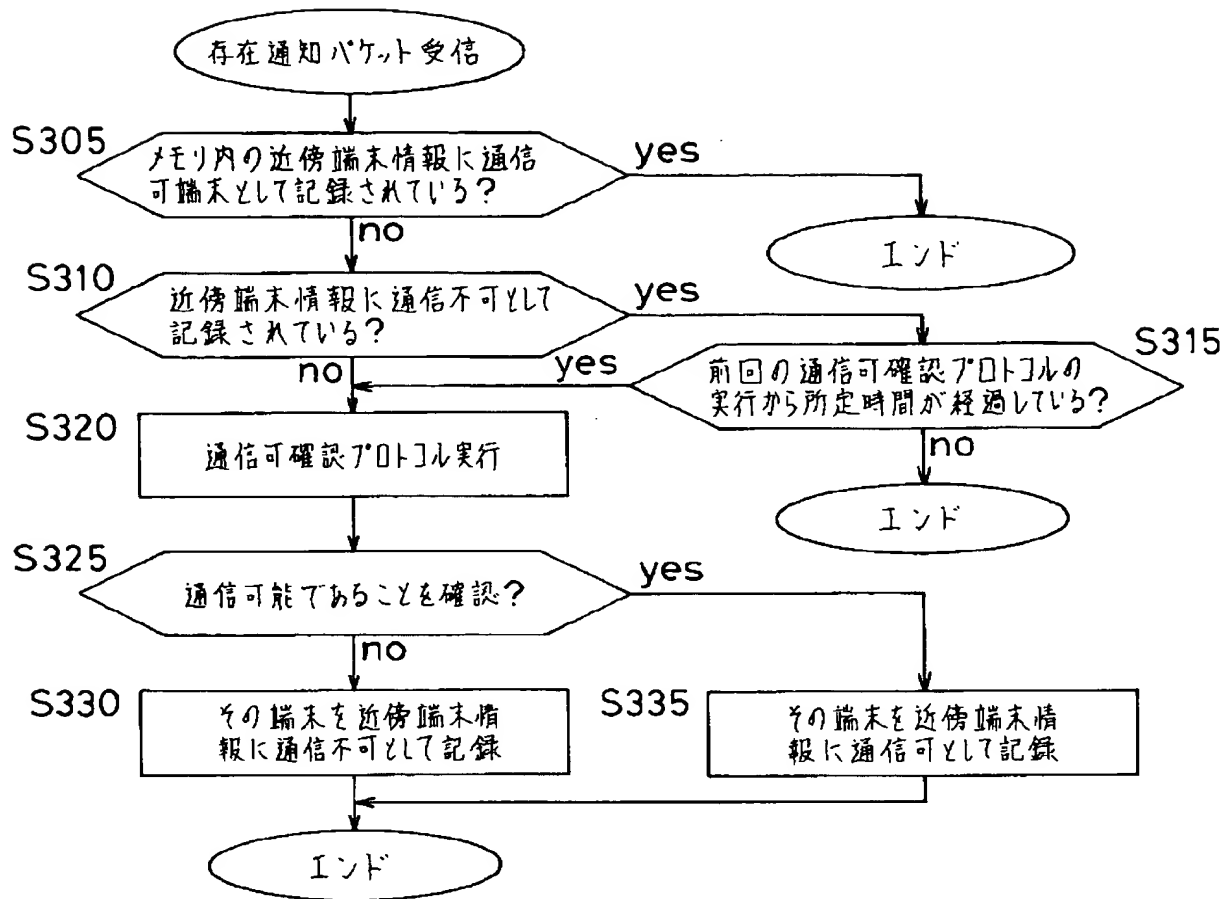 存在通知パケット受信
S305
メモリ内の近傍端末情報に通信
可端末として記録されている?
yes
no
エンド
S310
近傍端末情報に通信不可として
記録されている?
yes
no
S315
前回の通信可確認プロトコルの
実行から所定時間が経過している?
yes
no
エンド
S320
通信可確認プロトコル実行
S325
通信可能であることを確認?
yes
no
S330
その端末を近傍端末情
報に通信不可として記録
S335
その端末を近傍端末情
報に通信可として記録
エンド